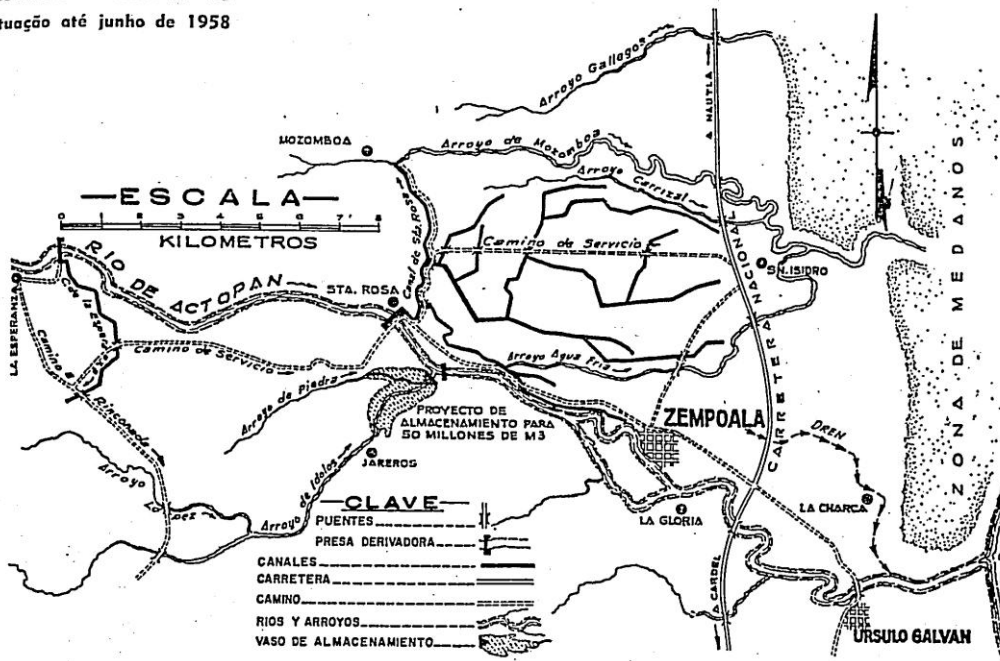 tuação até junho de 1958
Arroyo Gallegos
A NAUTLA
MOZOMBOA
Arroyo de Mozomboa
Arroyo Carrizal
ESCALA
0 1 2 3 4 5 6 7 8
KILOMETROS
Canal de Sta Rosa
Camino de Servicio
SN. ISIDRO
RIO DE ACTOPAN
STA. ROSA
LA ESPERANZA
Camino a Rinconada
Camino de Servicio
Arroyo de Piedra
Arroyo Agua Fria
CARRETERA NACIONAL
ZONA DE MEDANOS
PROYECTO DE
ALMACENAMIENTO PARA
50 MILLONES DE M3
ZEMPOALA
DREN
JAREROS
Arroyo de Idolos
Arroyo
LA GLORIA
LA CHARCA
CARDEL
CLAVE
PUENTES
PRESA DERIVADORA
CANALES
CARRETERA
CAMINO
RIOS Y ARROYOS
VASO DE ALMACENAMIENTO
URSULO GALVAN